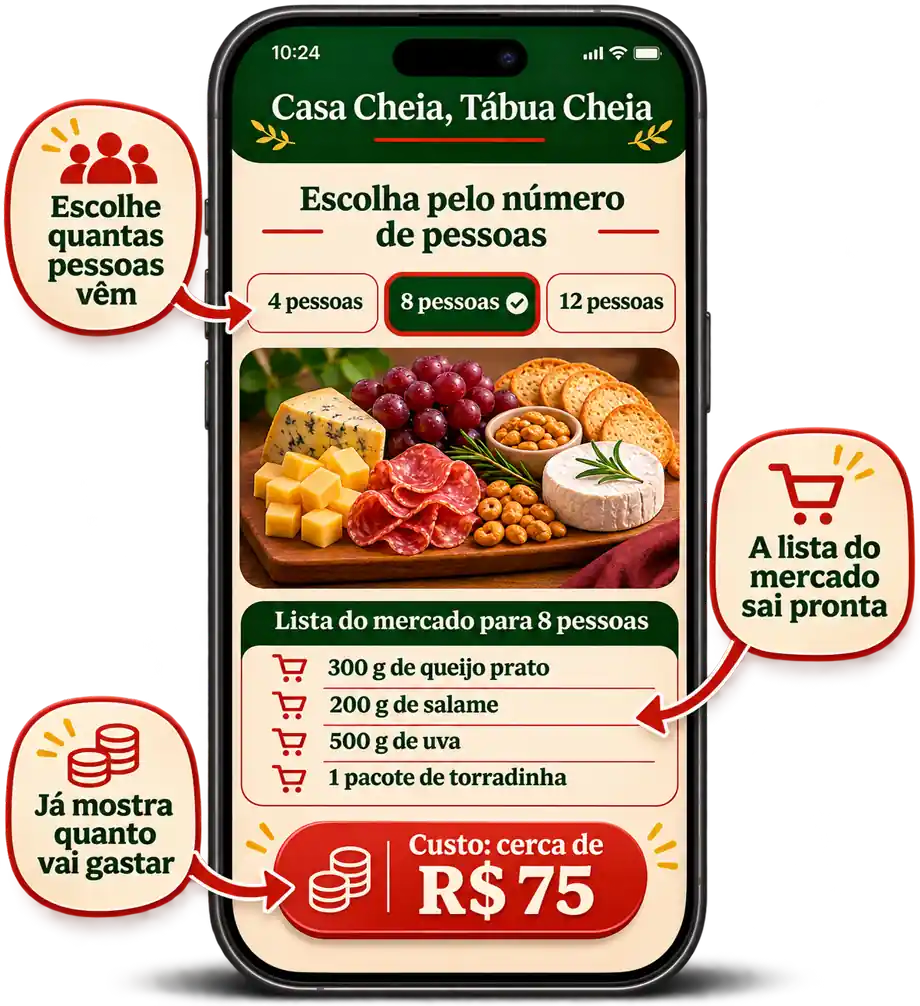 10:24
Casa Cheia, Tábua Cheia
Escolha pelo número
de pessoas
4 pessoas
8 pessoas
12 pessoas
Escolhe
quantas
pessoas
vêm
A lista do
mercado
sai pronta
Lista do mercado para 8 pessoas
300 g de queijo prato
200 g de salame
500 g de uva
1 pacote de torradinha
Já mostra
quanto
vai gastar
Custo: cerca de
R$ 75